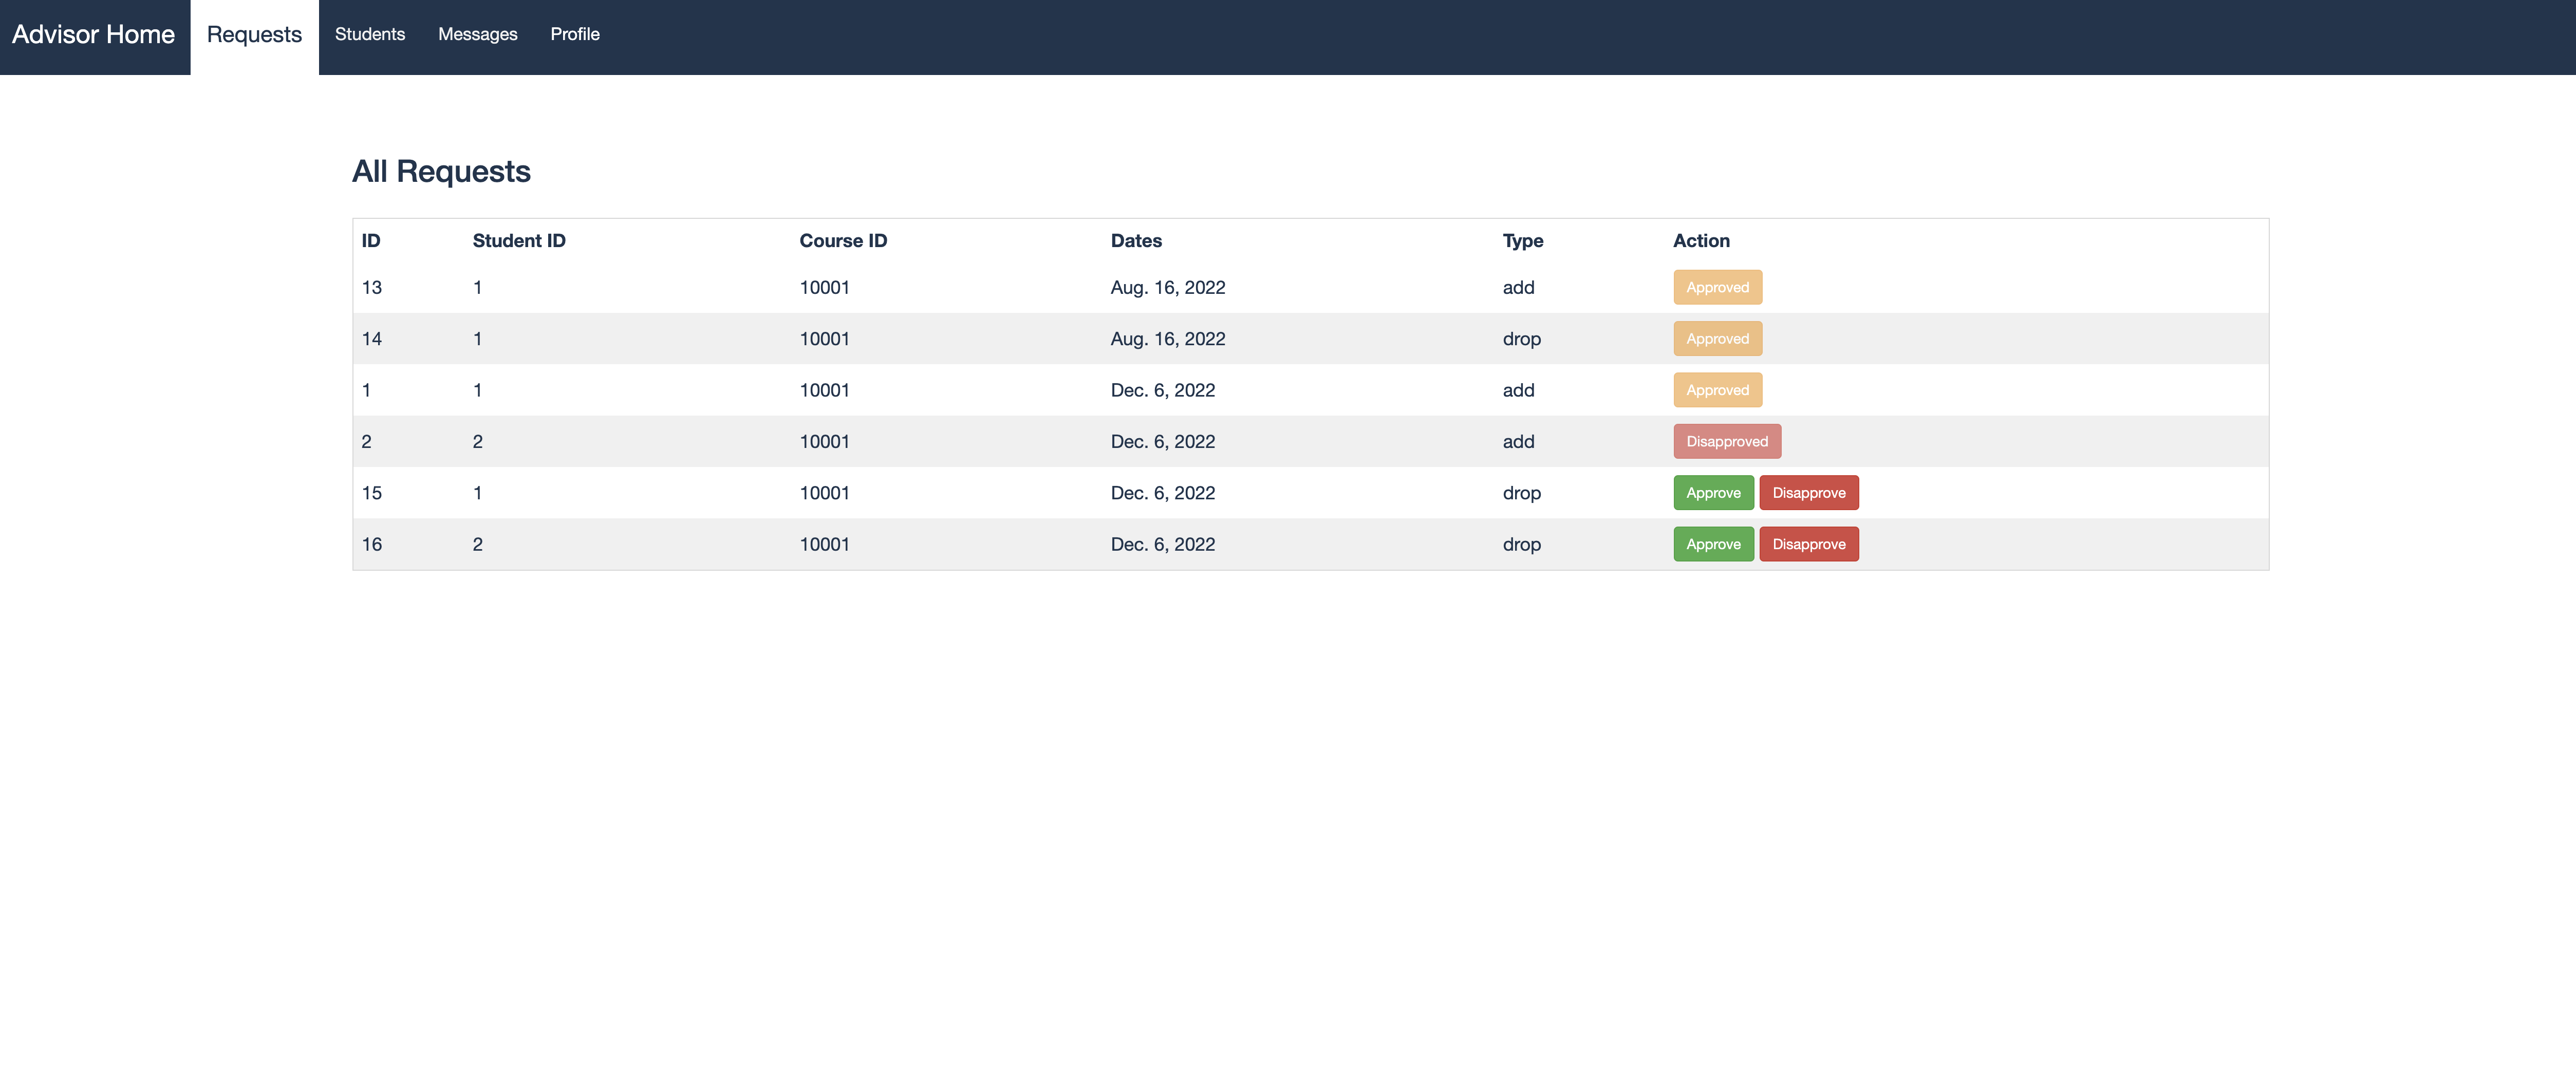 Advisor Home Requests Students Messages Profile
All Requests
ID Student ID Course ID Dates Type Action
13 1 10001 Aug. 16, 2022 add Approved
14 1 10001 Aug. 16, 2022 drop Approved
1 1 10001 Dec. 6, 2022 add Approved
2 2 10001 Dec. 6, 2022 add Disapproved
15 1 10001 Dec. 6, 2022 drop Approve Disapprove
16 2 10001 Dec. 6, 2022 drop Approve Disapprove